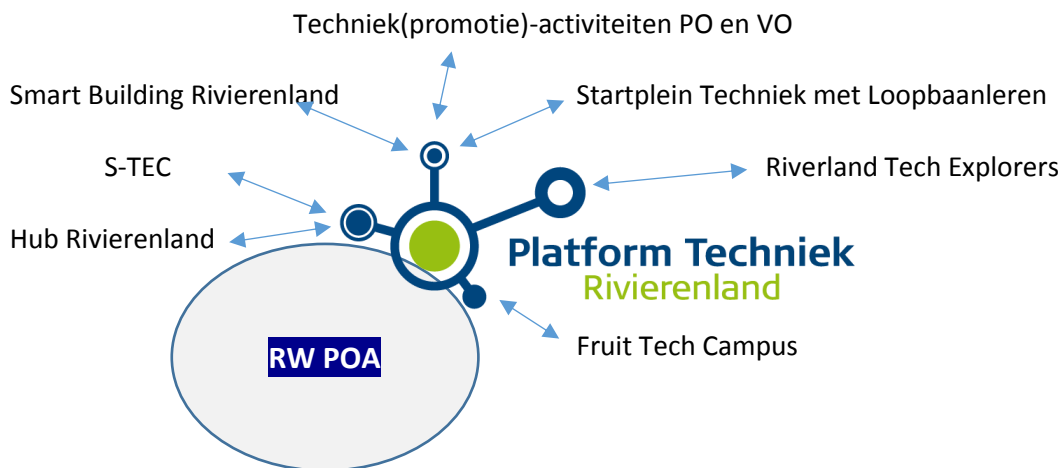 Techniek(promotie)-activiteiten PO en VO
Smart Building Rivierenland
Startplein Techniek met Loopbaanleren
S-TEC
Riverland Tech Explorers
Hub Rivierenland
Platform Techniek
Rivierenland
Fruit Tech Campus
RW POA